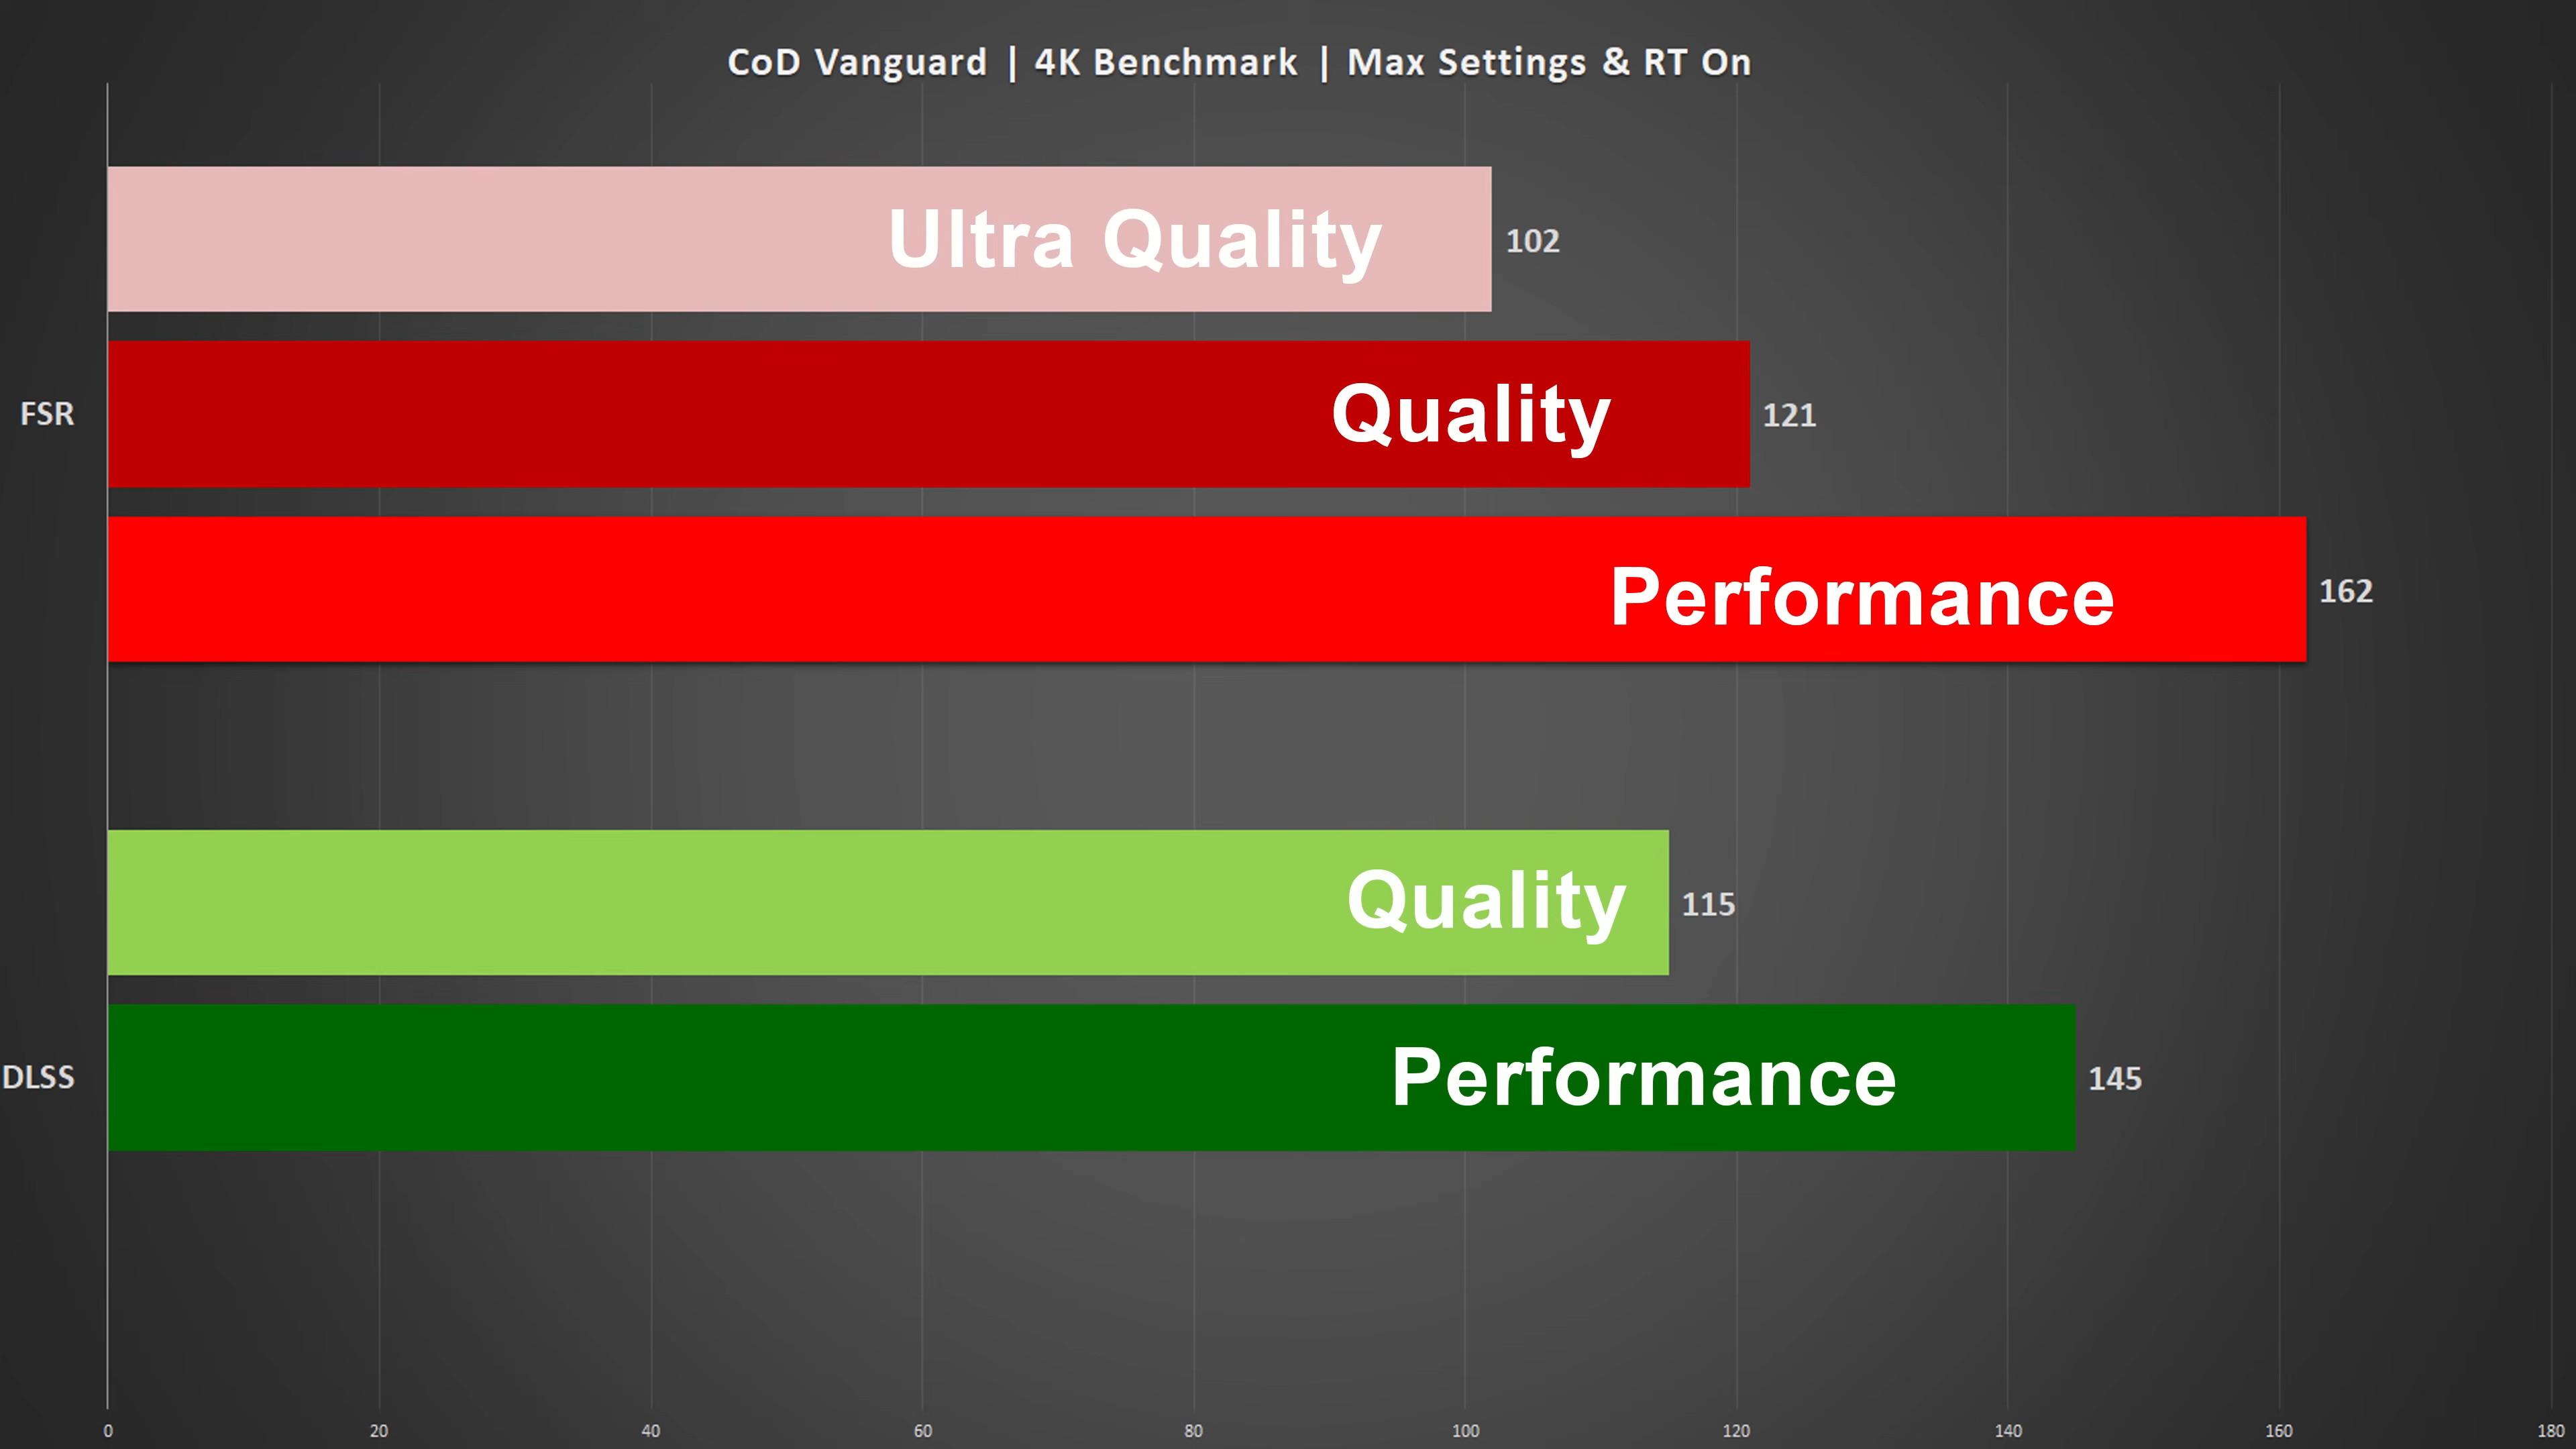 CoD Vanguard | 4K Benchmark | Max Settings & RT On
Ultra Quality 102
FSR Quality 121
Performance 162
Quality 115
DLSS Performance 145
0 20 40 60 80 100 120 140 160 180